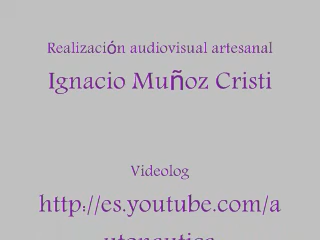 Realización audiovisual artesanal
Ignacio Muñoz Cristi
Videolog
http://es.youtube.com/a